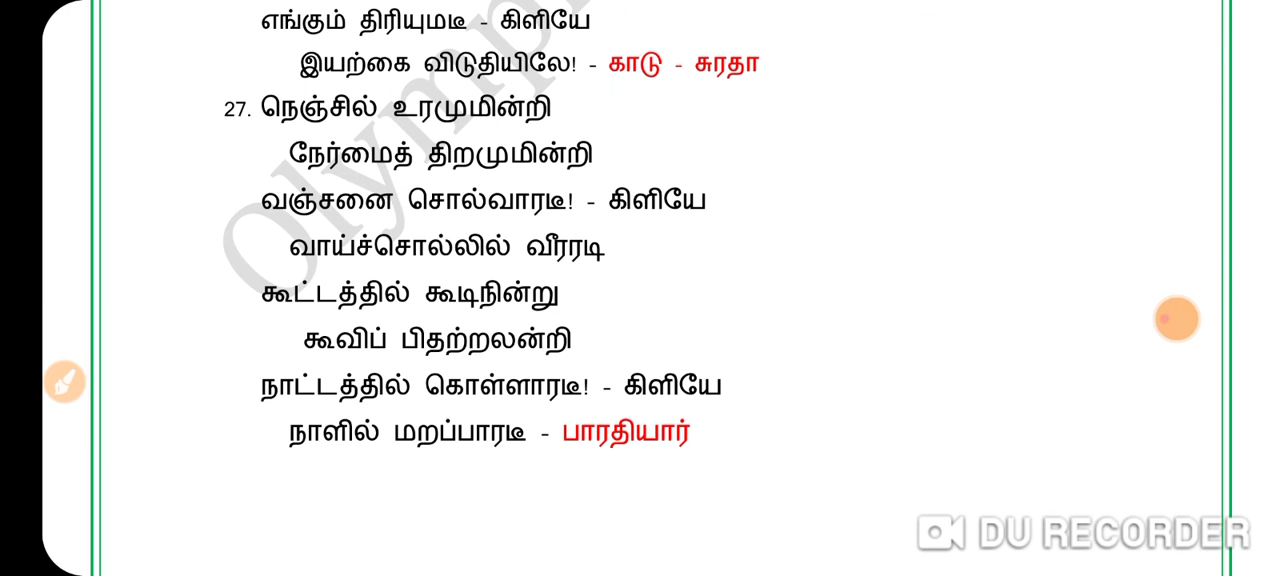 எங்கும் திரியுமடீ - கிளியே
இயற்கை விடுதியிலே! - காடு - சுரதா
27. நெஞ்சில் உரமுமின்றி
நேர்மைத் திறமுமின்றி
வஞ்சனை சொல்வாரடீ! - கிளியே
வாய்ச்சொல்லில் வீரரடி
கூட்டத்தில் கூடிநின்று
கூவிப் பிதற்றலன்றி
நாட்டத்தில் கொள்ளாரடீ! - கிளியே
நாளில் மறப்பாரடீ - பாரதியார்
DU RECORDER